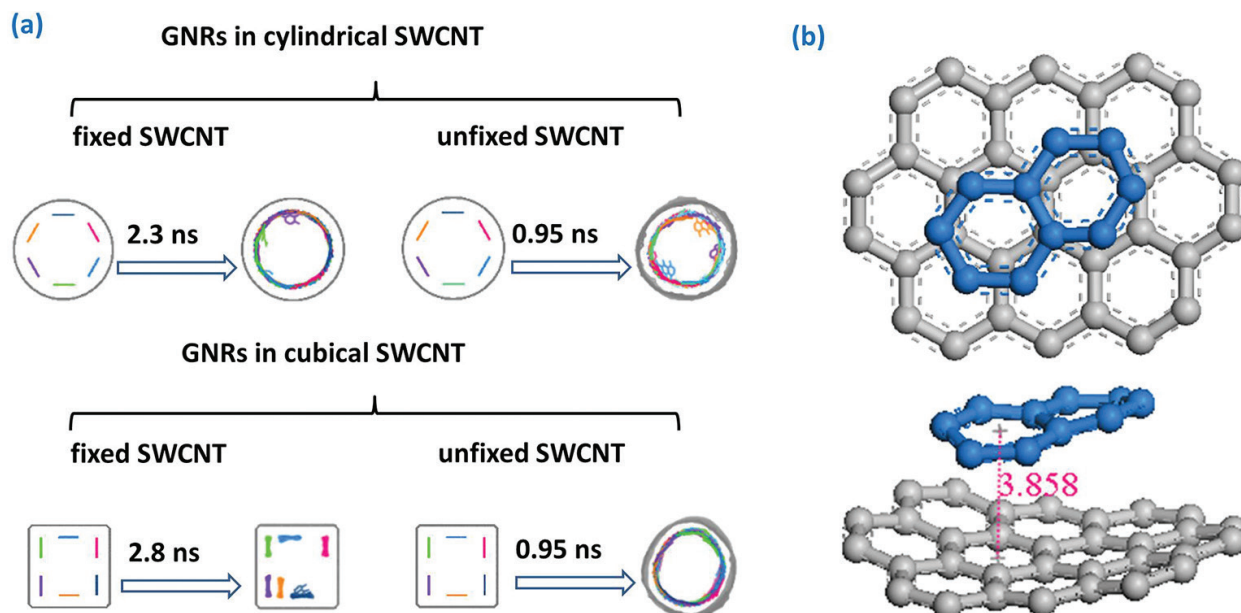 (a)
GNRs in cylindrical SWCNT
fixed SWCNT
unfixed SWCNT
2.3 ns
0.95 ns
GNRs in cubical SWCNT
fixed SWCNT
unfixed SWCNT
2.8 ns
0.95 ns
(b)
3.858